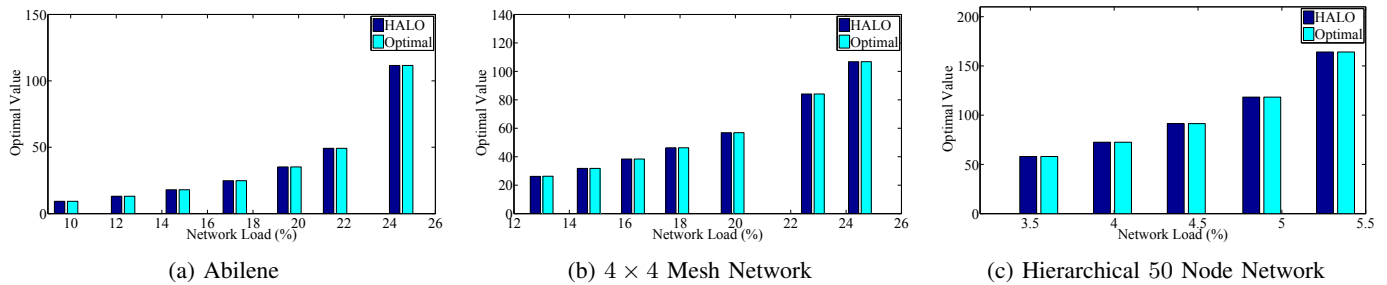 150
100
50
0
Optimal Value
HALO
Optimal
10 12 14 16 18 20 22 24 26
Network Load (%)
(a) Abilene
140
120
100
80
60
40
20
0
Optimal Value
HALO
Optimal
12 14 16 18 20 22 24 26
Network Load (%)
(b) 4 × 4 Mesh Network
200
150
100
50
0
Optimal Value
HALO
Optimal
3.5 4 4.5 5 5.5
Network Load (%)
(c) Hierarchical 50 Node Network